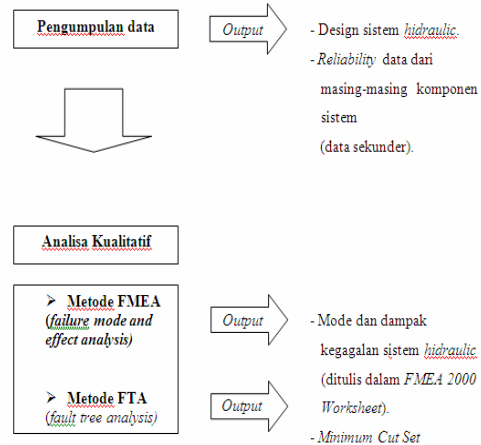 Pengumpulan data
Output
- Design sistem hidraulic.
- Reliability data dari
masing-masing komponen
sistem
(data sekunder).
Analisa Kualitatif
➢ Metode FMEA
(failure mode and
effect analysis)
Output
- Mode dan dampak
kegagalan sistem hidraulic
(ditulis dalam FMEA 2000
Worksheet).
➢ Metode FTA
(fault tree analysis)
Output
- Minimum Cut Set